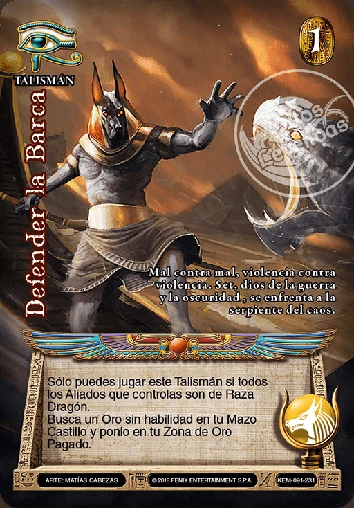 1
TALISMÁN
Defender la Barca
Mal contra mal, violencia contra
violencia. Set, dios de la guerra
y la oscuridad, se enfrenta a la
serpiente del caos.
Sólo puedes jugar este Talismán si todos
los Aliados que controlas son de Raza
Dragón.
Busca un Oro sin habilidad en tu Mazo
Castillo y ponlo en tu Zona de Oro
Pagado.
ARTE: MATÍAS CABEZAS
FENIX ENTERTAINMENT S.P.A.